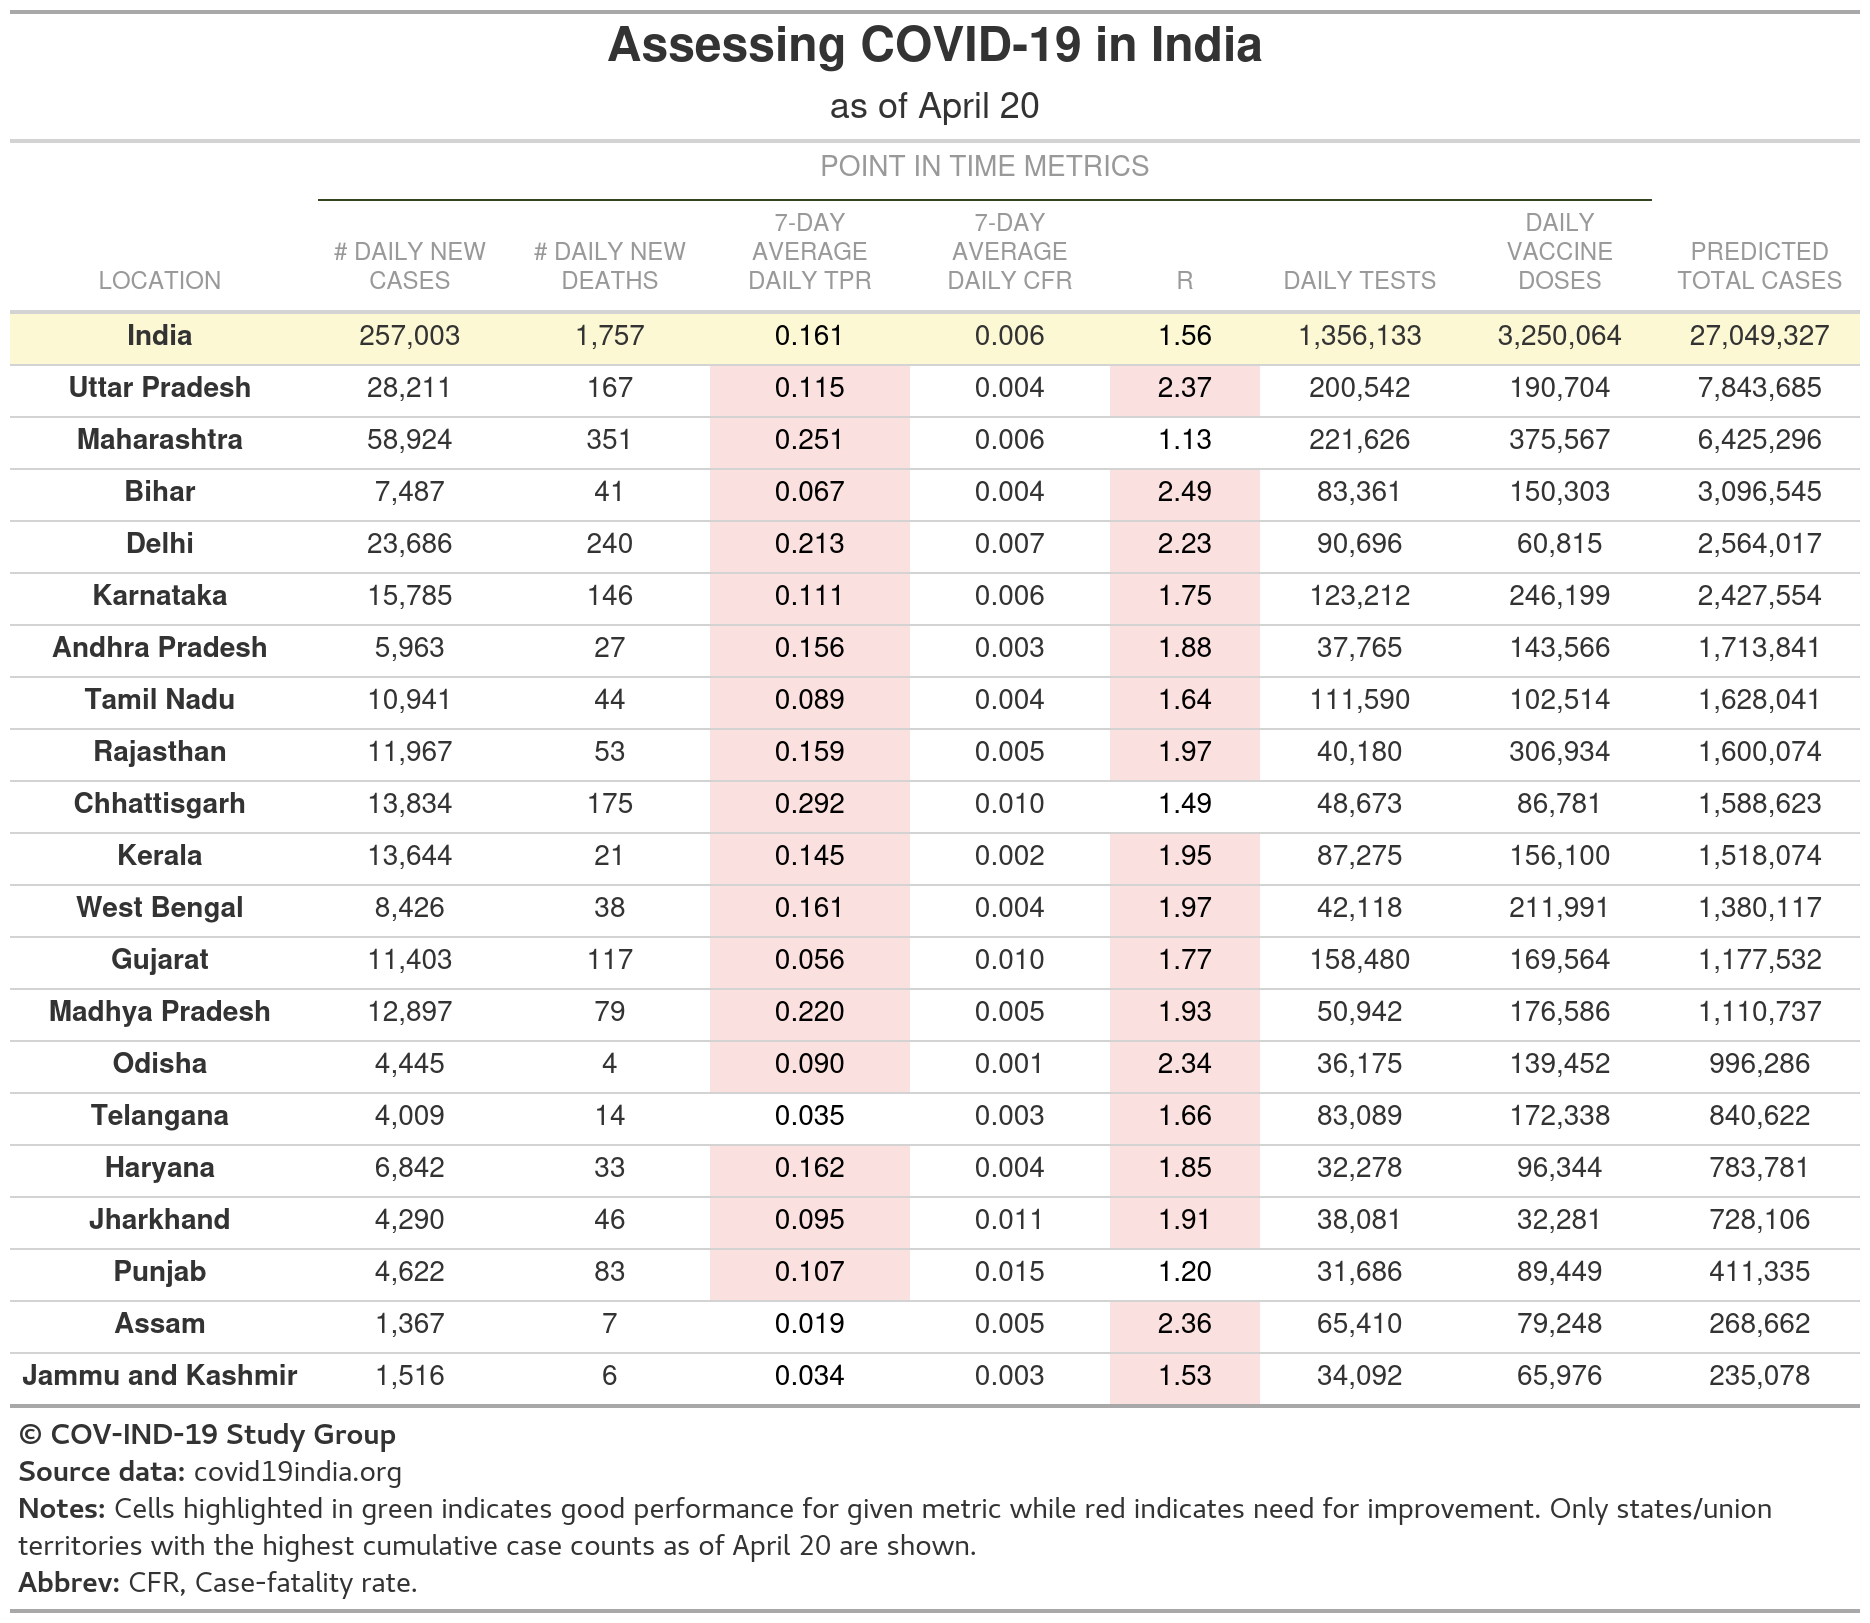 Assessing COVID-19 in India
as of April 20
POINT IN TIME METRICS
LOCATION # DAILY NEW CASES # DAILY NEW DEATHS 7-DAY AVERAGE DAILY TPR 7-DAY AVERAGE DAILY CFR R DAILY TESTS DAILY VACCINE DOSES PREDICTED TOTAL CASES
India 257,003 1,757 0.161 0.006 1.56 1,356,133 3,250,064 27,049,327
Uttar Pradesh 28,211 167 0.115 0.004 2.37 200,542 190,704 7,843,685
Maharashtra 58,924 351 0.251 0.006 1.13 221,626 375,567 6,425,296
Bihar 7,487 41 0.067 0.004 2.49 83,361 150,303 3,096,545
Delhi 23,686 240 0.213 0.007 2.23 90,696 60,815 2,564,017
Karnataka 15,785 146 0.111 0.006 1.75 123,212 246,199 2,427,554
Andhra Pradesh 5,963 27 0.156 0.003 1.88 37,765 143,566 1,713,841
Tamil Nadu 10,941 44 0.089 0.004 1.64 111,590 102,514 1,628,041
Rajasthan 11,967 53 0.159 0.005 1.97 40,180 306,934 1,600,074
Chhattisgarh 13,834 175 0.292 0.010 1.49 48,673 86,781 1,588,623
Kerala 13,644 21 0.145 0.002 1.95 87,275 156,100 1,518,074
West Bengal 8,426 38 0.161 0.004 1.97 42,118 211,991 1,380,117
Gujarat 11,403 117 0.056 0.010 1.77 158,480 169,564 1,177,532
Madhya Pradesh 12,897 79 0.220 0.005 1.93 50,942 176,586 1,110,737
Odisha 4,445 4 0.090 0.001 2.34 36,175 139,452 996,286
Telangana 4,009 14 0.035 0.003 1.66 83,089 172,338 840,622
Haryana 6,842 33 0.162 0.004 1.85 32,278 96,344 783,781
Jharkhand 4,290 46 0.095 0.011 1.91 38,081 32,281 728,106
Punjab 4,622 83 0.107 0.015 1.20 31,686 89,449 411,335
Assam 1,367 7 0.019 0.005 2.36 65,410 79,248 268,662
Jammu and Kashmir 1,516 6 0.034 0.003 1.53 34,092 65,976 235,078
© COV-IND-19 Study Group
Source data: covid19india.org
Notes: Cells highlighted in green indicates good performance for given metric while red indicates need for improvement. Only states/union
territories with the highest cumulative case counts as of April 20 are shown.
Abbrev: CFR, Case-fatality rate.